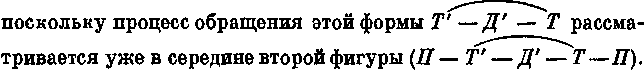 поскольку процесс обращения этой формы Т' — Д' — Т рассма-
тривается уже в середине второй фигуры (П — Т' — Д' — Т — П).